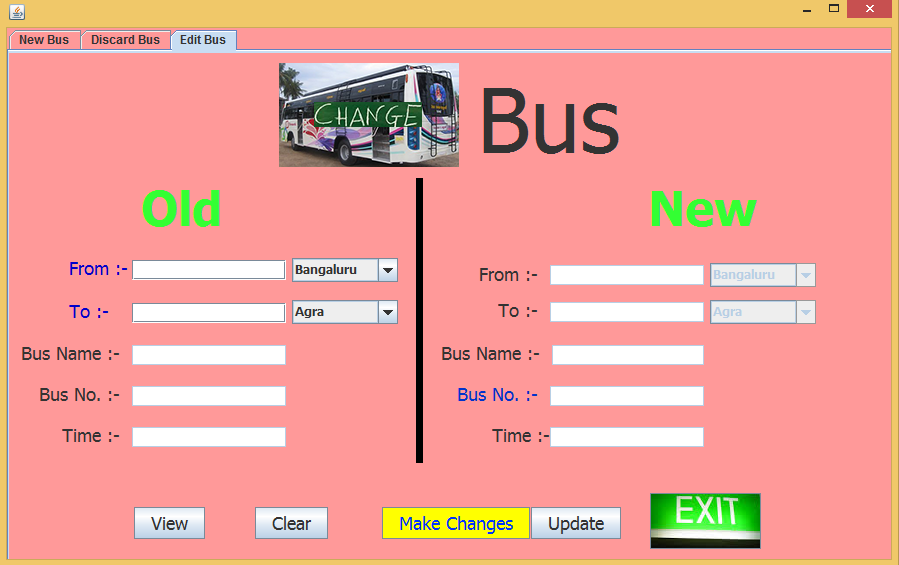 New Bus Discard Bus Edit Bus
CHANGE Bus
Old New
From :- Bangaluru From :- Bangaluru
To :- Agra To :- Agra
Bus Name :- Bus Name :-
Bus No. :- Bus No. :-
Time :- Time :-
View Clear Make Changes Update EXIT